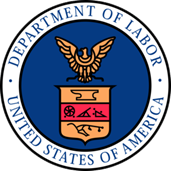 DEPARTMENT OF LABOR
UNITED STATES OF AMERICA